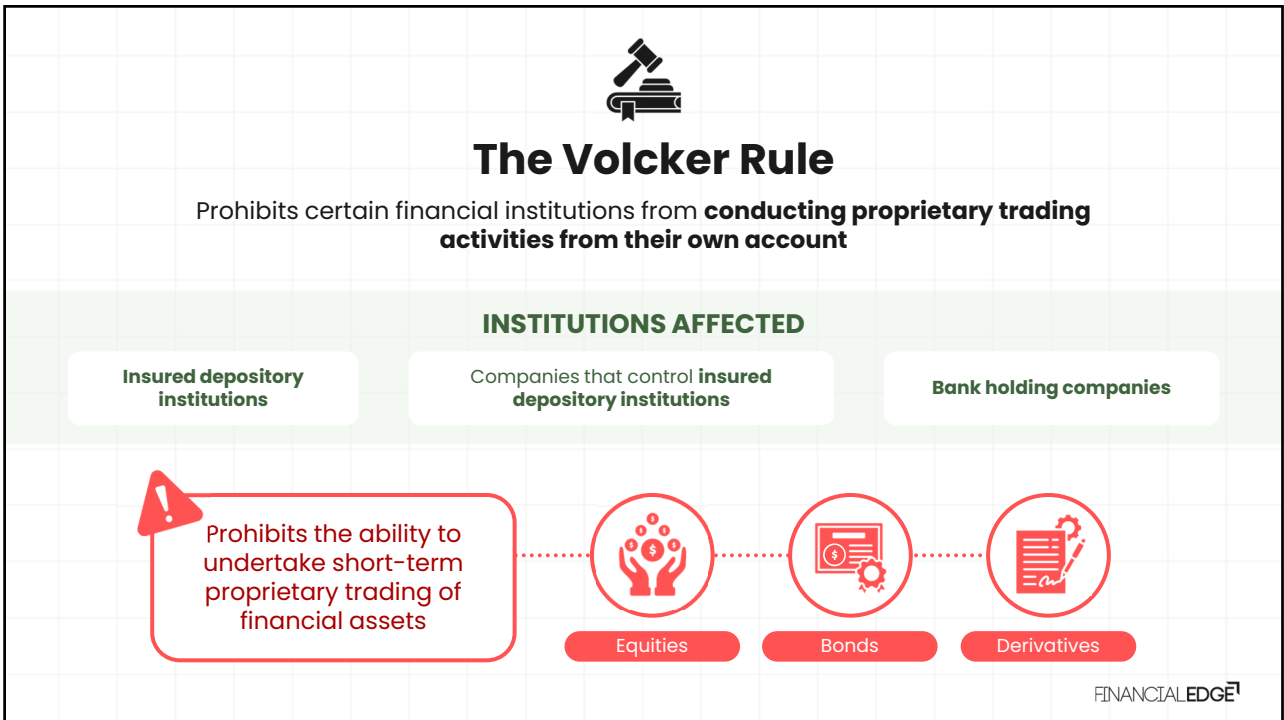 The Volcker Rule
Prohibits certain financial institutions from conducting proprietary trading
activities from their own account
INSTITUTIONS AFFECTED
Insured depository
institutions
Companies that control insured
depository institutions
Bank holding companies
Prohibits the ability to
undertake short-term
proprietary trading of
financial assets
Equities
Bonds
Derivatives
FINANCIALEDGE